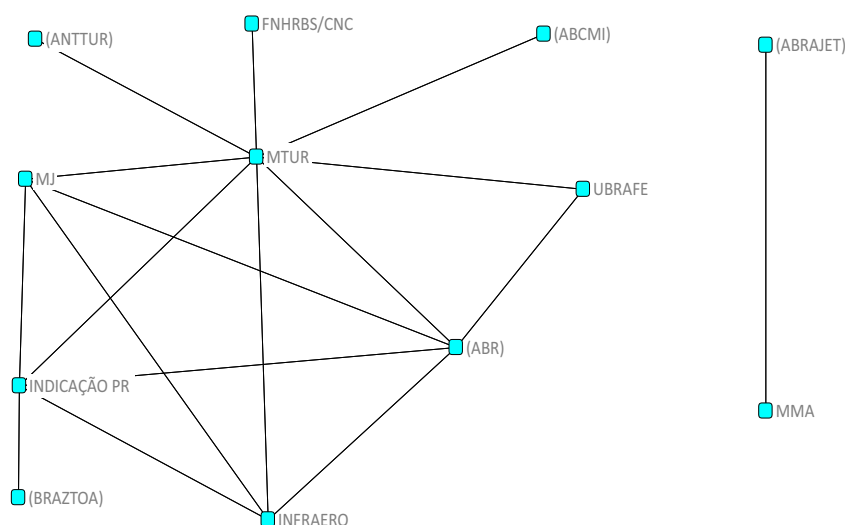 FNHRBS/CNC
(ANTTUR)
(ABCMI)
(ABRAJET)
MTUR
MJ
UBRAFE
(ABR)
INDICAÇÃO PR
MMA
(BRAZTOA)
INFRAERO